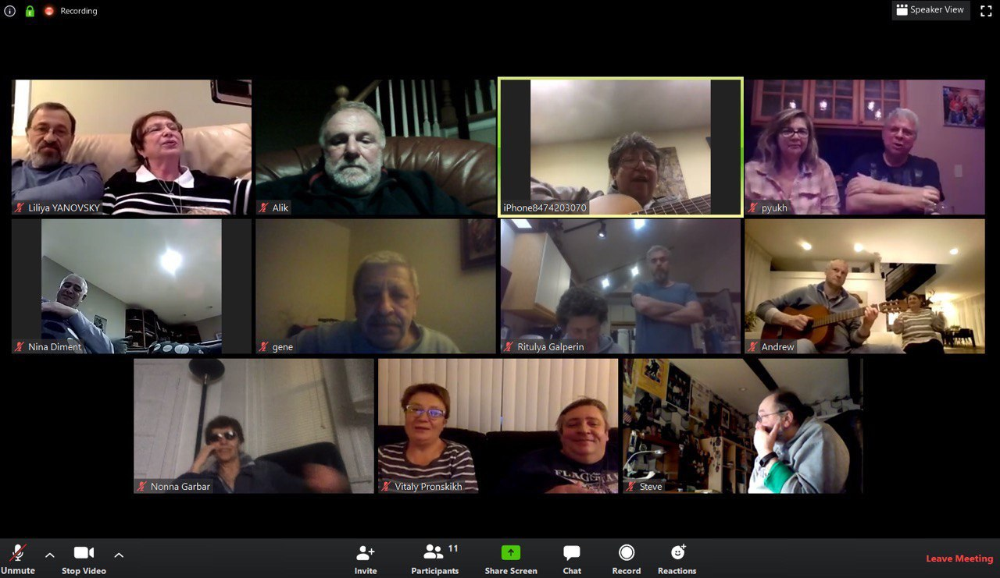 Recording
Speaker View
Liliya YANOVSKY
Alik
iPhone8474203070
pyukh
Nina Diment
gene
Ritulya Galperin
Andrew
Nonna Garbar
Vitaly Pronskikh
FLAGSTAFF
Steve
Unmute
Stop Video
Invite
Participants
11
Share Screen
Chat
Record
Reactions
Leave Meeting